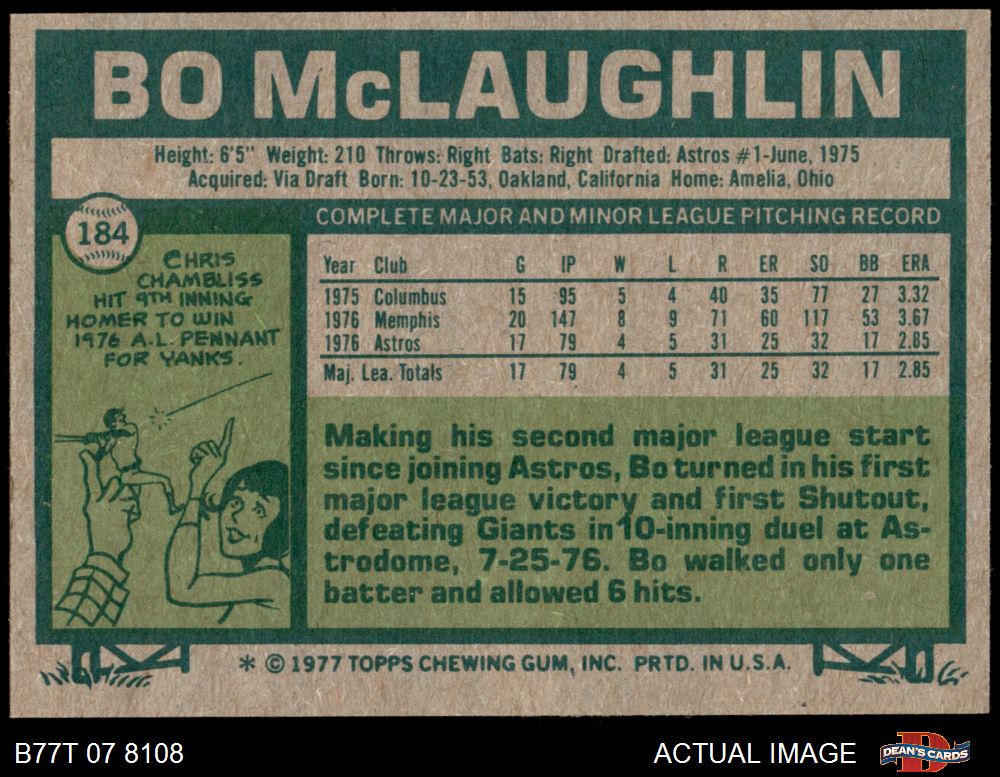 BO McLAUGHLIN
Height: 6'5" Weight: 210 Throws: Right Bats: Right Drafted: Astros #1-June, 1975
Acquired: Via Draft Born: 10-23-53, Oakland, California Home: Amelia, Ohio
184
CHRIS
CHAMBLISS
HIT 9TH INNING
HOMER TO WIN
1976 A.L. PENNANT
FOR YANKS.
COMPLETE MAJOR AND MINOR LEAGUE PITCHING RECORD
Year Club G IP W L R ER SO BB ERA
1975 Columbus 15 95 5 4 40 35 77 27 3.32
1976 Memphis 20 147 8 9 71 60 117 53 3.67
1976 Astros 17 79 4 5 31 25 32 17 2.85
Maj. Lea. Totals 17 79 4 5 31 25 32 17 2.85
Making his second major league start
since joining Astros, Bo turned in his first
major league victory and first Shutout,
defeating Giants in 10-inning duel at As-
trodome, 7-25-76. Bo walked only one
batter and allowed 6 hits.
* © 1977 TOPPS CHEWING GUM, INC. PRTD. IN U.S.A.
B77T 07 8108
ACTUAL IMAGE
D
DEAN'S CARDS